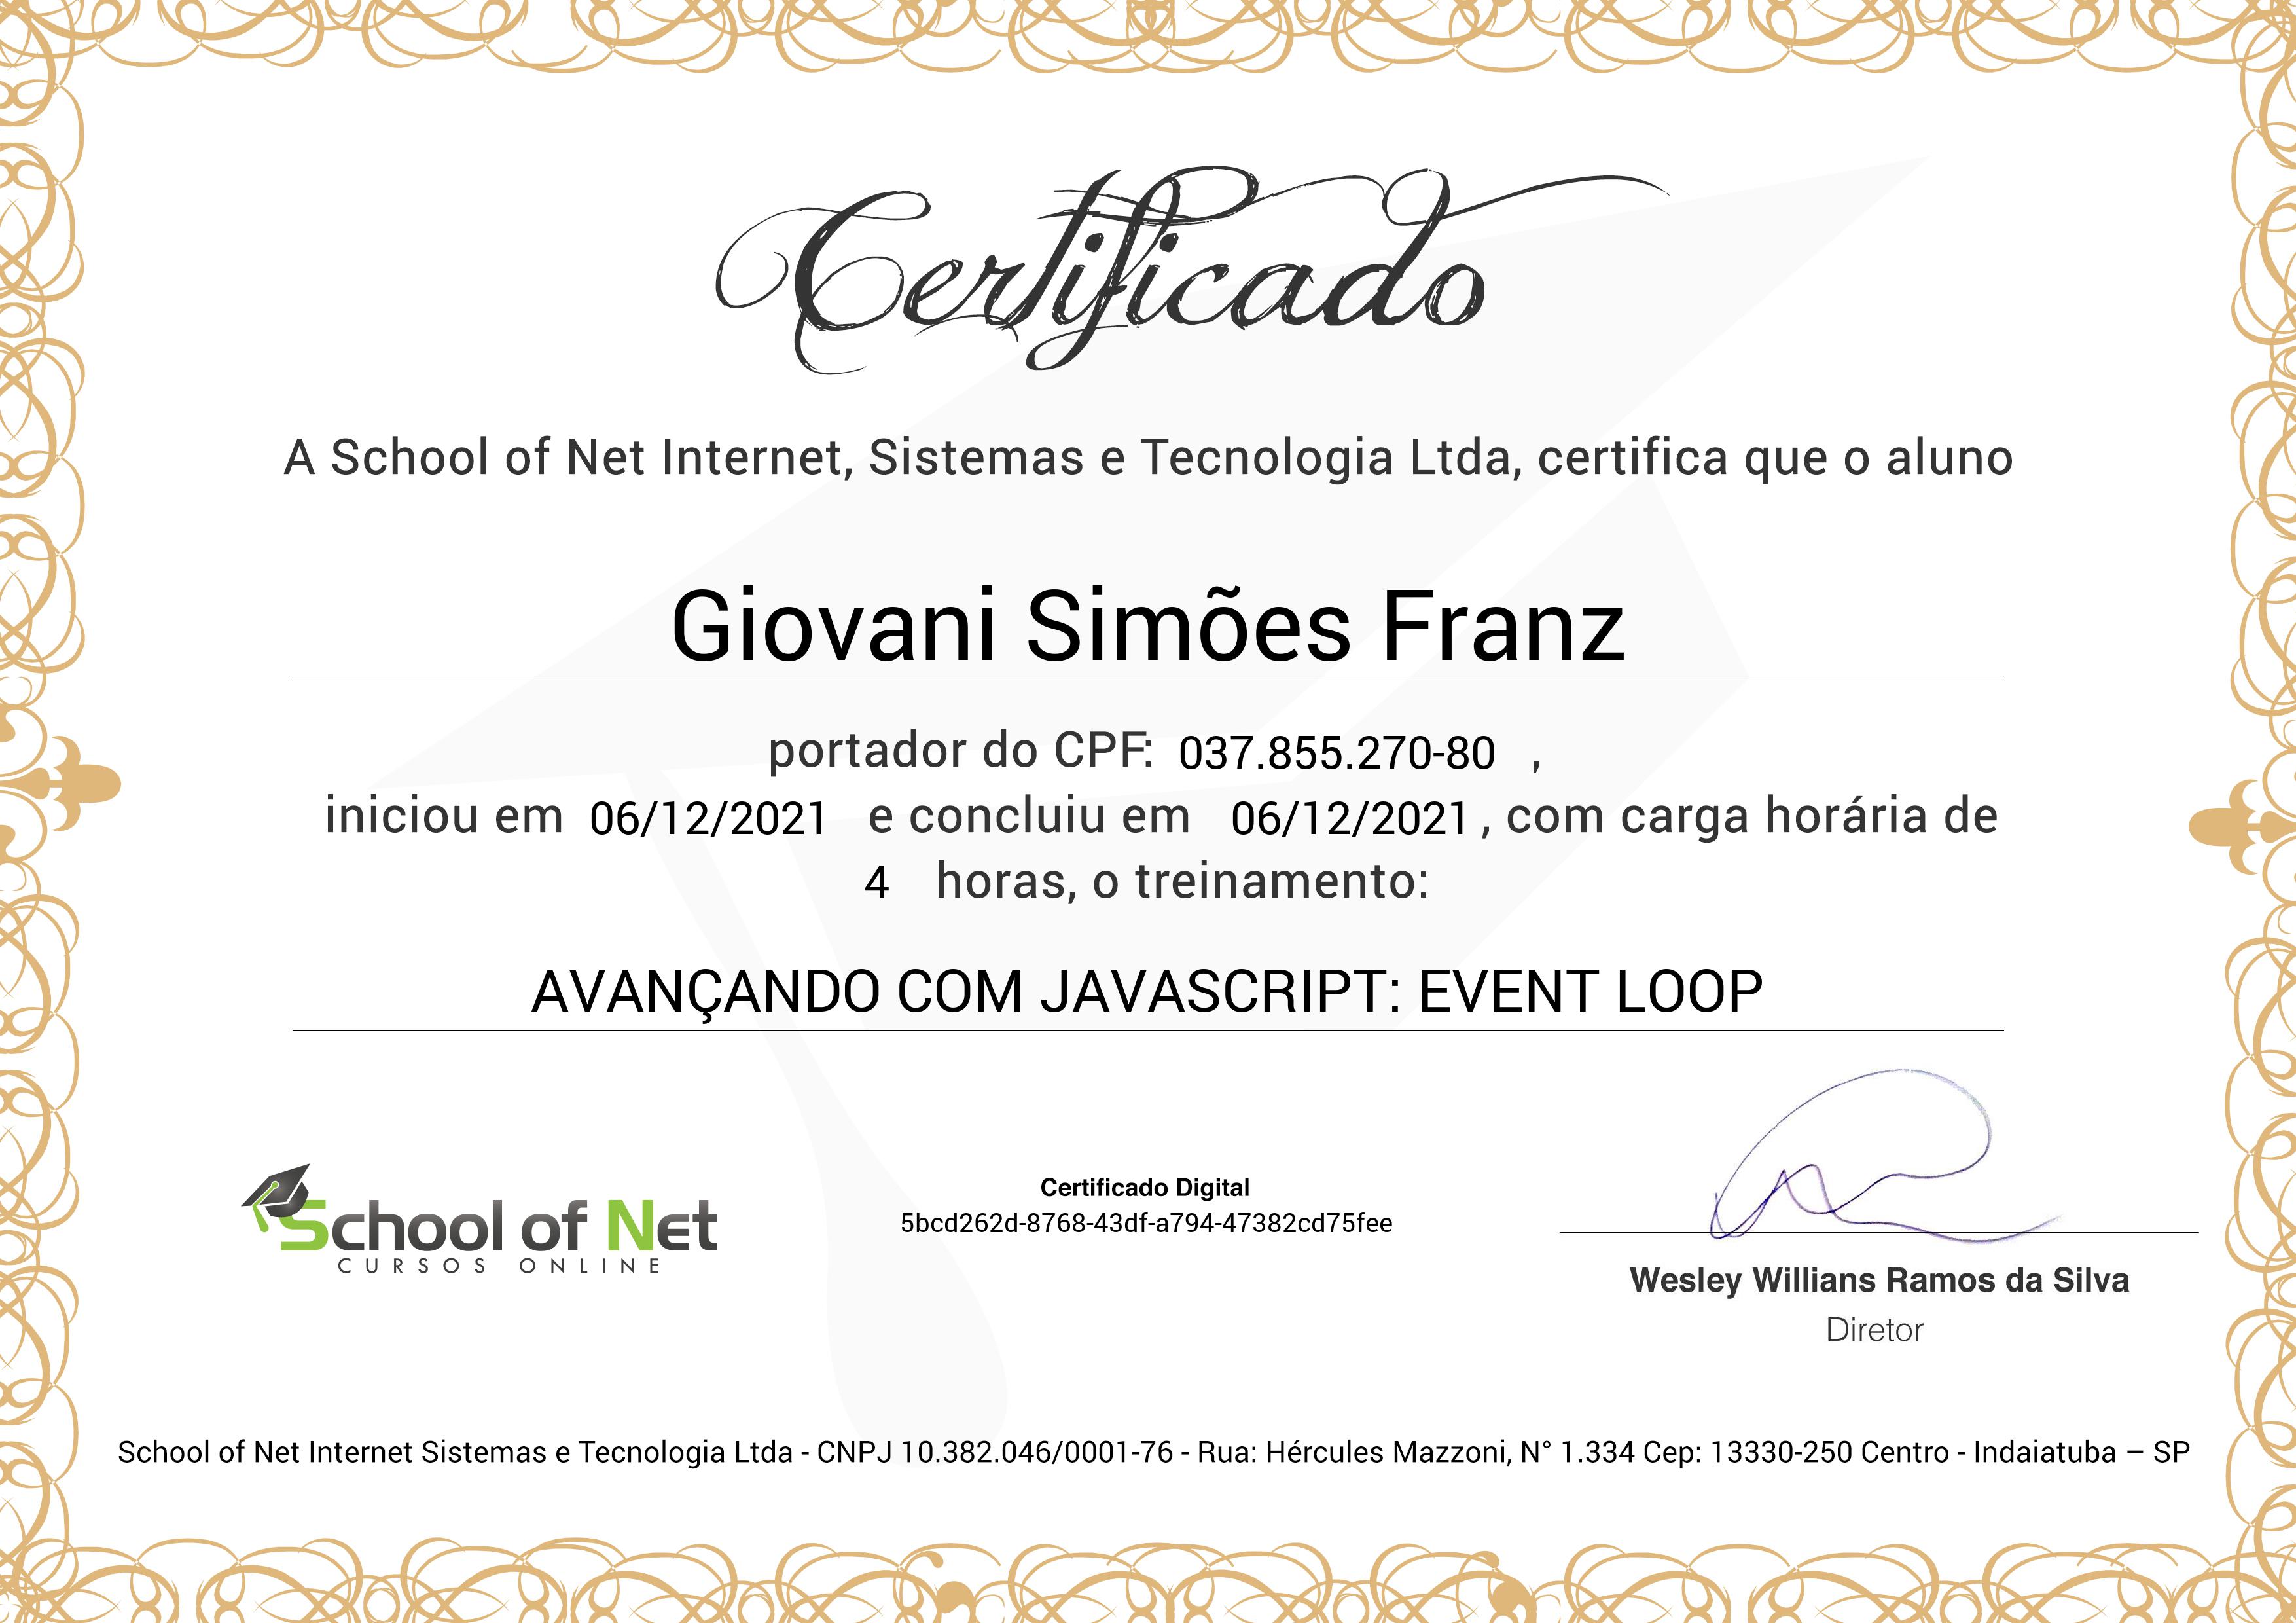 Certificado
A School of Net Internet, Sistemas e Tecnologia Ltda, certifica que o aluno
Giovani Simões Franz
portador do CPF: 037.855.270-80 ,
iniciou em 06/12/2021 e concluiu em 06/12/2021 , com carga horária de
4 horas, o treinamento:
AVANÇANDO COM JAVASCRIPT: EVENT LOOP
School of Net
CURSOS ONLINE
Certificado Digital
5bcd262d-8768-43df-a794-47382cd75fee
Wesley Willians Ramos da Silva
Diretor
School of Net Internet Sistemas e Tecnologia Ltda - CNPJ 10.382.046/0001-76 - Rua: Hércules Mazzoni, N° 1.334 Cep: 13330-250 Centro - Indaiatuba – SP